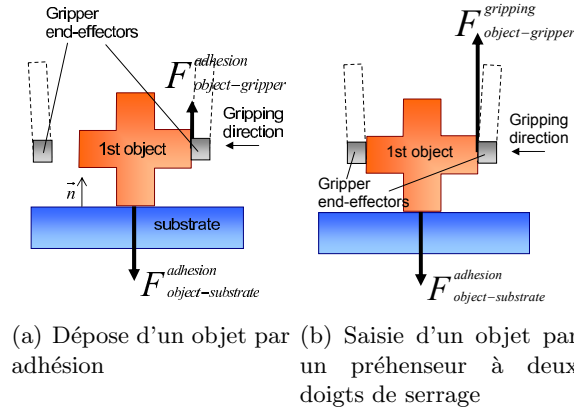 Gripper
end-effectors
F adhesion object-gripper
Gripping
direction
1st object
n
substrate
F adhesion object-substrate
(a) Dépose d'un objet par
adhésion
F gripping object-gripper
Gripping
direction
1st object
Gripper
end-effectors
substrate
F adhesion object-substrate
(b) Saisie d'un objet par
un préhenseur à deux
doigts de serrage